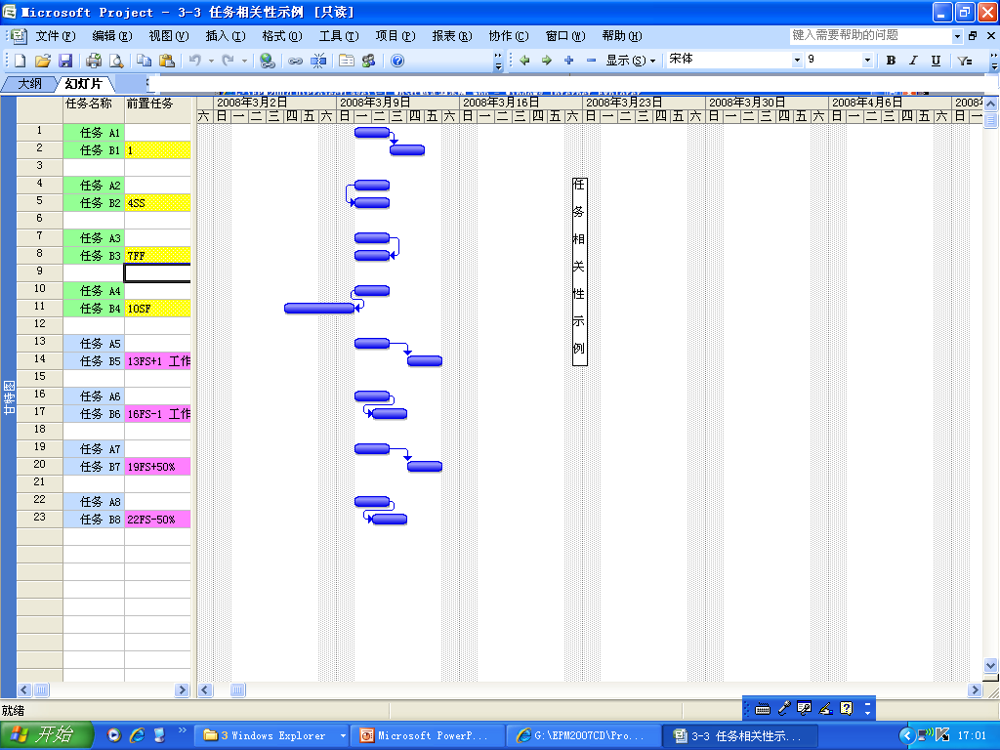 Microsoft Project - 3-3 任务相关性示例 [只读]
文件(F) 编辑(E) 视图(V) 插入(I) 格式(O) 工具(T) 项目(P) 报表(R) 协作(C) 窗口(W) 帮助(H) 键入需要帮助的问题
显示(S) 宋体 9 B I U
大纲 幻灯片
任务名称 前置任务
2008年3月2日 2008年3月9日 2008年3月16日 2008年3月23日 2008年3月30日 2008年4月6日 2008
六 日 一 二 三 四 五 六 日 一 二 三 四 五 六 日 一 二 三 四 五 六 日 一 二 三 四 五 六 日 一 二 三 四 五 六 日 一 二 三 四 五 六 日 一
1 任务 A1
2 任务 B1 1
3
4 任务 A2
5 任务 B2 4SS
6
7 任务 A3
8 任务 B3 7FF
9
10 任务 A4
11 任务 B4 10SF
12
13 任务 A5
14 任务 B5 13FS+1 工作
15
16 任务 A6
17 任务 B6 16FS-1 工作
18
19 任务 A7
20 任务 B7 19FS+50%
21
22 任务 A8
23 任务 B8 22FS-50%
甘特图
任
务
相
关
性
示
例
就绪
开始 3 Windows Explorer Microsoft PowerP... G:\EPM2007CD\Pro... 3-3 任务相关性示... 17:01